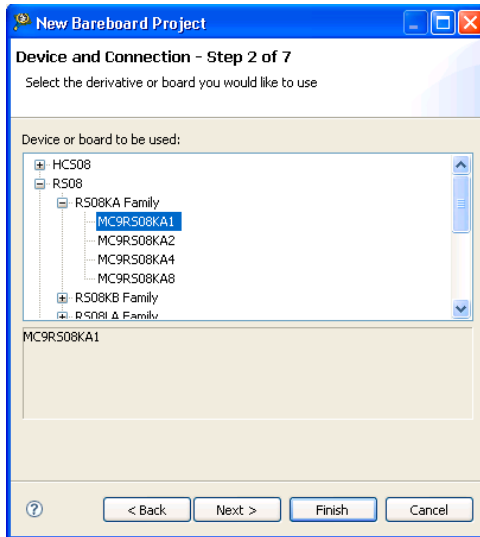 New Bareboard Project
Device and Connection - Step 2 of 7
Select the derivative or board you would like to use
Device or board to be used:
HCS08
RS08
RS08KA Family
MC9RS08KA1
MC9RS08KA2
MC9RS08KA4
MC9RS08KA8
RS08KB Family
RS08LA Family
MC9RS08KA1
? < Back Next > Finish Cancel